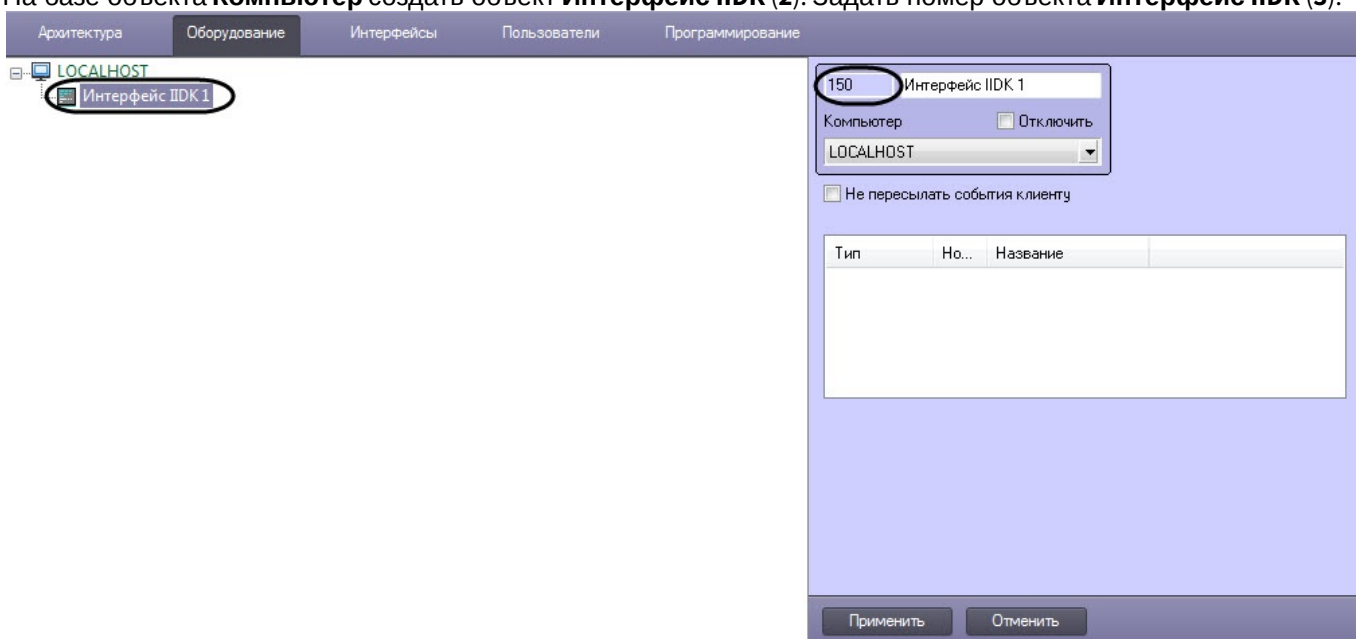 На базе объекта Компьютер создать объект Интерфейс IIDK (2). Задать номер объекта Интерфейс IIDK (3).
Архитектура Оборудование Интерфейсы Пользователи Программирование
LOCALHOST
Интерфейс IIDK 1
150 Интерфейс IIDK 1
Компьютер Отключить
LOCALHOST
Не пересылать события клиенту
Тип Но... Название
Применить Отменить